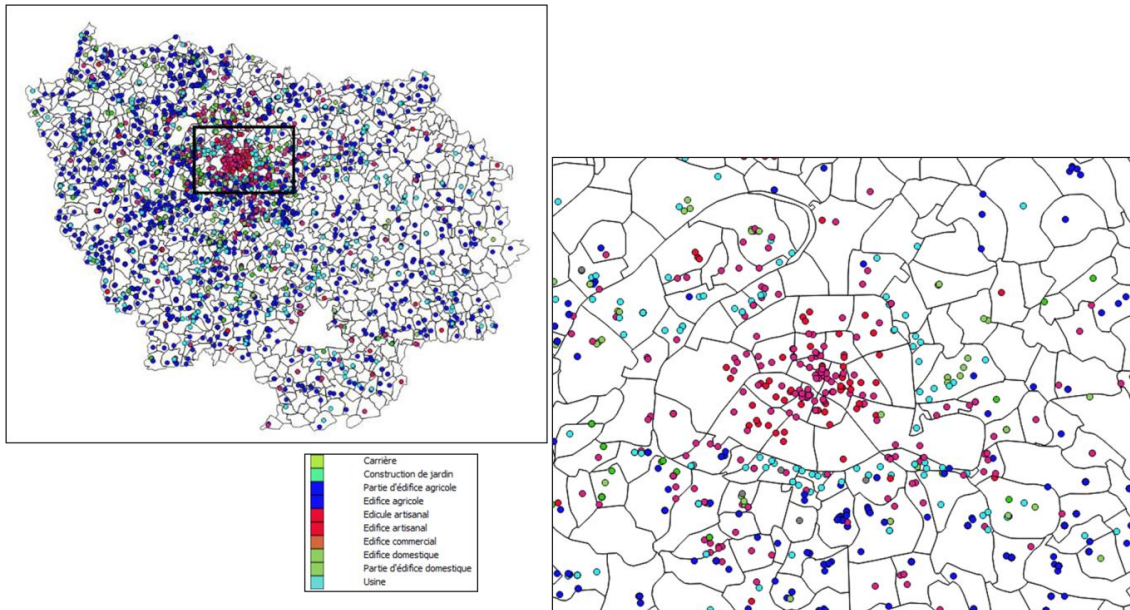 Carrière
Construction de jardin
Partie d'édifice agricole
Edifice agricole
Edicule artisanal
Edifice artisanal
Edifice commercial
Edifice domestique
Partie d'édifice domestique
Usine